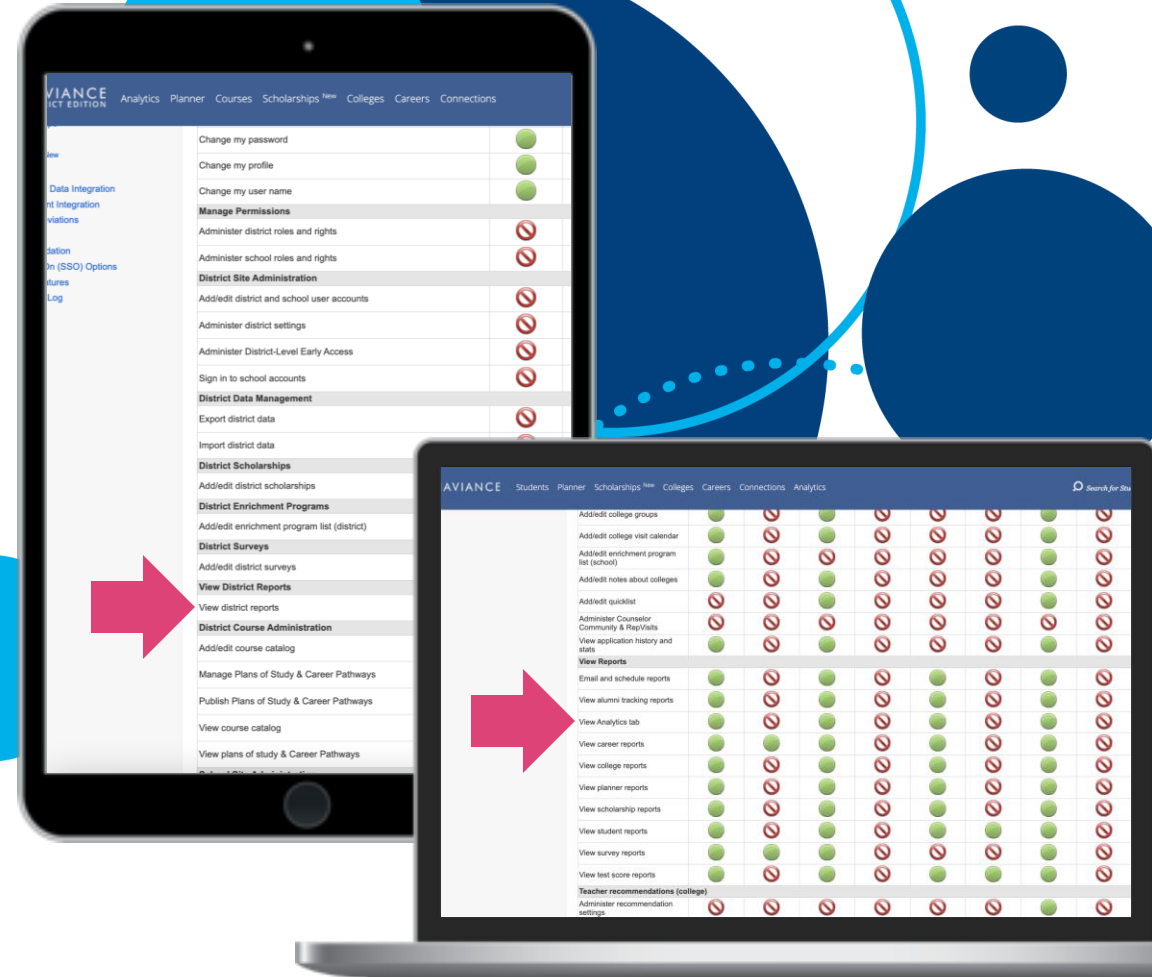 VIANCE
ICT EDITION
Analytics Planner Courses Scholarships New Colleges Careers Connections
New
Data Integration
nt Integration
viations
dation
On (SSO) Options
atures
Log
Change my password
Change my profile
Change my user name
Manage Permissions
Administer district roles and rights
Administer school roles and rights
District Site Administration
Add/edit district and school user accounts
Administer district settings
Administer District-Level Early Access
Sign in to school accounts
District Data Management
Export district data
Import district data
District Scholarships
Add/edit district scholarships
District Enrichment Programs
Add/edit enrichment program list (district)
District Surveys
Add/edit district surveys
View District Reports
View district reports
District Course Administration
Add/edit course catalog
Manage Plans of Study & Career Pathways
Publish Plans of Study & Career Pathways
View course catalog
View plans of study & Career Pathways
AVIANCE Students Planner Scholarships New Colleges Careers Connections Analytics Search for Stu
Add/edit college groups
Add/edit college visit calendar
Add/edit enrichment program
list (school)
Add/edit notes about colleges
Add/edit quicklist
Administer Counselor
Community & RepVisits
View application history and
stats
View Reports
Email and schedule reports
View alumni tracking reports
View Analytics tab
View career reports
View college reports
View planner reports
View scholarship reports
View student reports
View survey reports
View test score reports
Teacher recommendations (college)
Administer recommendation
settings